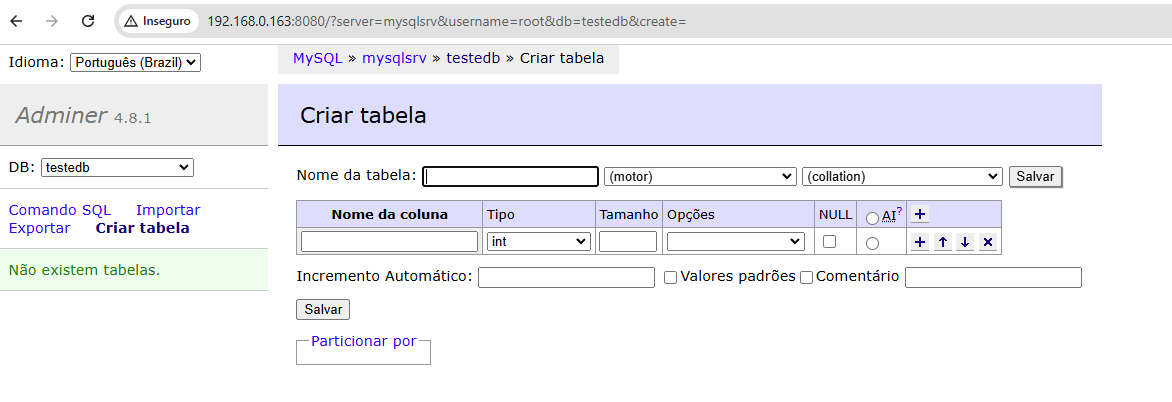 Inseguro 192.168.0.163:8080/?server=mysqlsrv&username=root&db=testedb&create=
Idioma: Português (Brazil)
MySQL » mysqlsrv » testedb » Criar tabela
Adminer 4.8.1
Criar tabela
DB: testedb
Comando SQL Importar
Exportar Criar tabela
Não existem tabelas.
Nome da tabela: (motor) (collation) Salvar
Nome da coluna Tipo Tamanho Opções NULL AI?
int
Incremento Automático: Valores padrões Comentário
Salvar
Particionar por